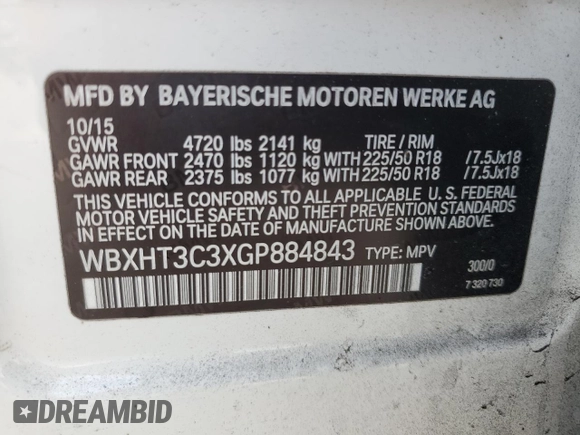 MFD BY BAYERISCHE MOTOREN WERKE AG
10/15
GVWR 4720 lbs 2141 kg TIRE / RIM
GAWR FRONT 2470 lbs 1120 kg WITH 225/50 R18 /7.5Jx18
GAWR REAR 2375 lbs 1077 kg WITH 225/50 R18 /7.5Jx18
THIS VEHICLE CONFORMS TO ALL APPLICABLE U. S. FEDERAL
MOTOR VEHICLE SAFETY AND THEFT PREVENTION STANDARDS
IN EFFECT ON THE DATE OF MANUFACTURE SHOWN ABOVE.
WBXHT3C3XGP884843 TYPE: MPV
300/0
7 320 730
DREAMBID